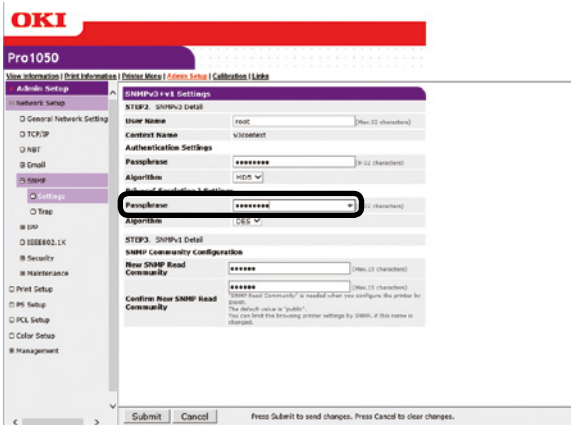 OKI
Pro1050
View Information | Print Information | Printer Menu | Admin Setup | Calibration | Links
Admin Setup
Network Setup
General Network Setting
TCP/IP
NBT
Email
SNMP
Settings
Trap
IPP
IEEE802.1X
Security
Maintenance
Print Setup
PS Setup
PCL Setup
Color Setup
Management
SNMPv3+v1 Settings
STEP2. SNMPv3 Detail
User Name root (Max.32 characters)
Context Name v3context
Authentication Settings
Passphrase •••••••• (8-32 characters)
Algorithm MD5
Passphrase •••••••• characters)
Algorithm DES
STEP3. SNMPv1 Detail
SNMP Community Configuration
New SNMP Read Community •••••• (Max.15 characters)
Confirm New SNMP Read Community •••••• (Max.15 characters)
"SNMP Read Community" is needed when you configure the printer by
SNMP.
The default value is "public".
You can limit the browsing printer settings by SNMP, if this name is
changed.
Submit Cancel Press Submit to send changes. Press Cancel to clear changes.